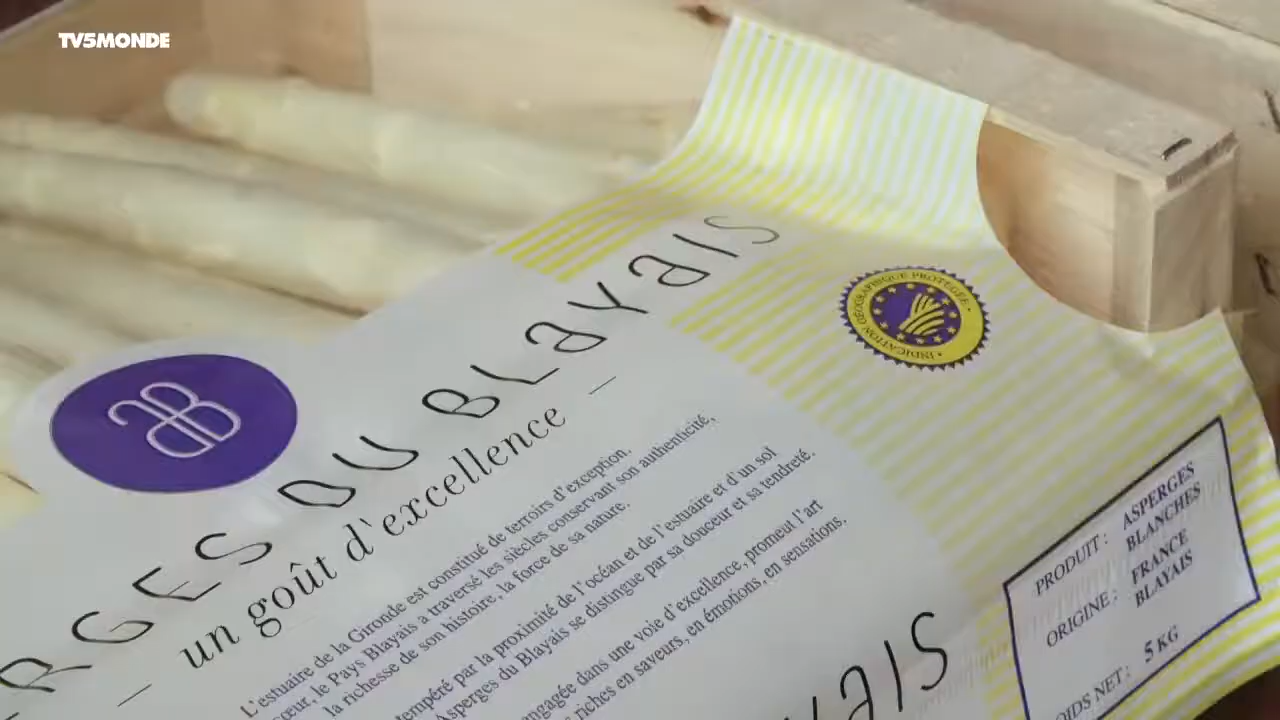 TV5MONDE
INDICATION GÉOGRAPHIQUE PROTÉGÉE
AB
RGES DU BLAYAIS
un goût d'excellence
L'estuaire de la Gironde est constitué de terroirs d'exception.
cœur, le Pays Blayais a traversé les siècles conservant son authenticité,
la richesse de son histoire, la force de sa nature.
tempéré par la proximité de l'océan et de l'estuaire et d'un sol
Asperges du Blayais se distingue par sa douceur et sa tendreté.
engagée dans une voie d'excellence, promeut l'art
riches en saveurs, en émotions, en sensations.
PRODUIT : ASPERGES
BLANCHES
ORIGINE : FRANCE
BLAYAIS
OIDS NET : 5 KG
YAIS